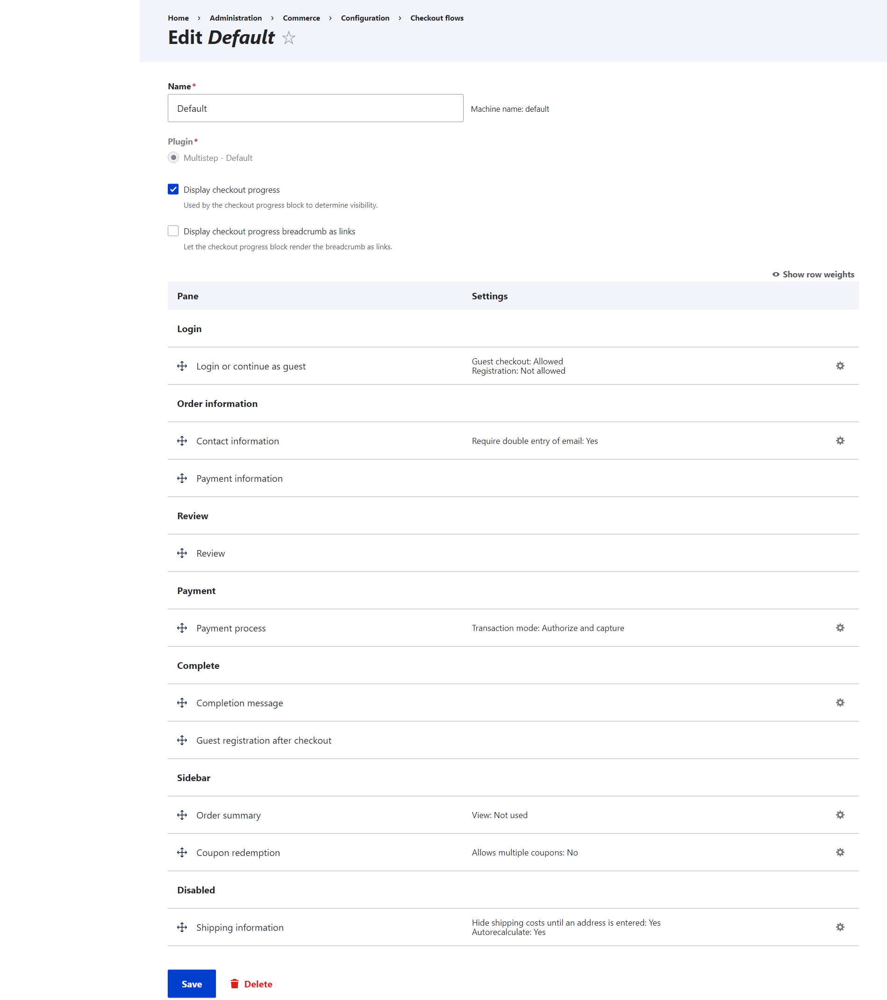 Home › Administration › Commerce › Configuration › Checkout flows
Edit Default
Name*
Default
Machine name: default
Plugin*
Multistep - Default
Display checkout progress
Used by the checkout progress block to determine visibility.
Display checkout progress breadcrumb as links
Let the checkout progress block render the breadcrumb as links.
Show row weights
Pane Settings
Login
Login or continue as guest
Guest checkout: Allowed
Registration: Not allowed
Order information
Contact information
Require double entry of email: Yes
Payment information
Review
Review
Payment
Payment process
Transaction mode: Authorize and capture
Complete
Completion message
Guest registration after checkout
Sidebar
Order summary
View: Not used
Coupon redemption
Allows multiple coupons: No
Disabled
Shipping information
Hide shipping costs until an address is entered: Yes
Autorecalculate: Yes
Save
Delete